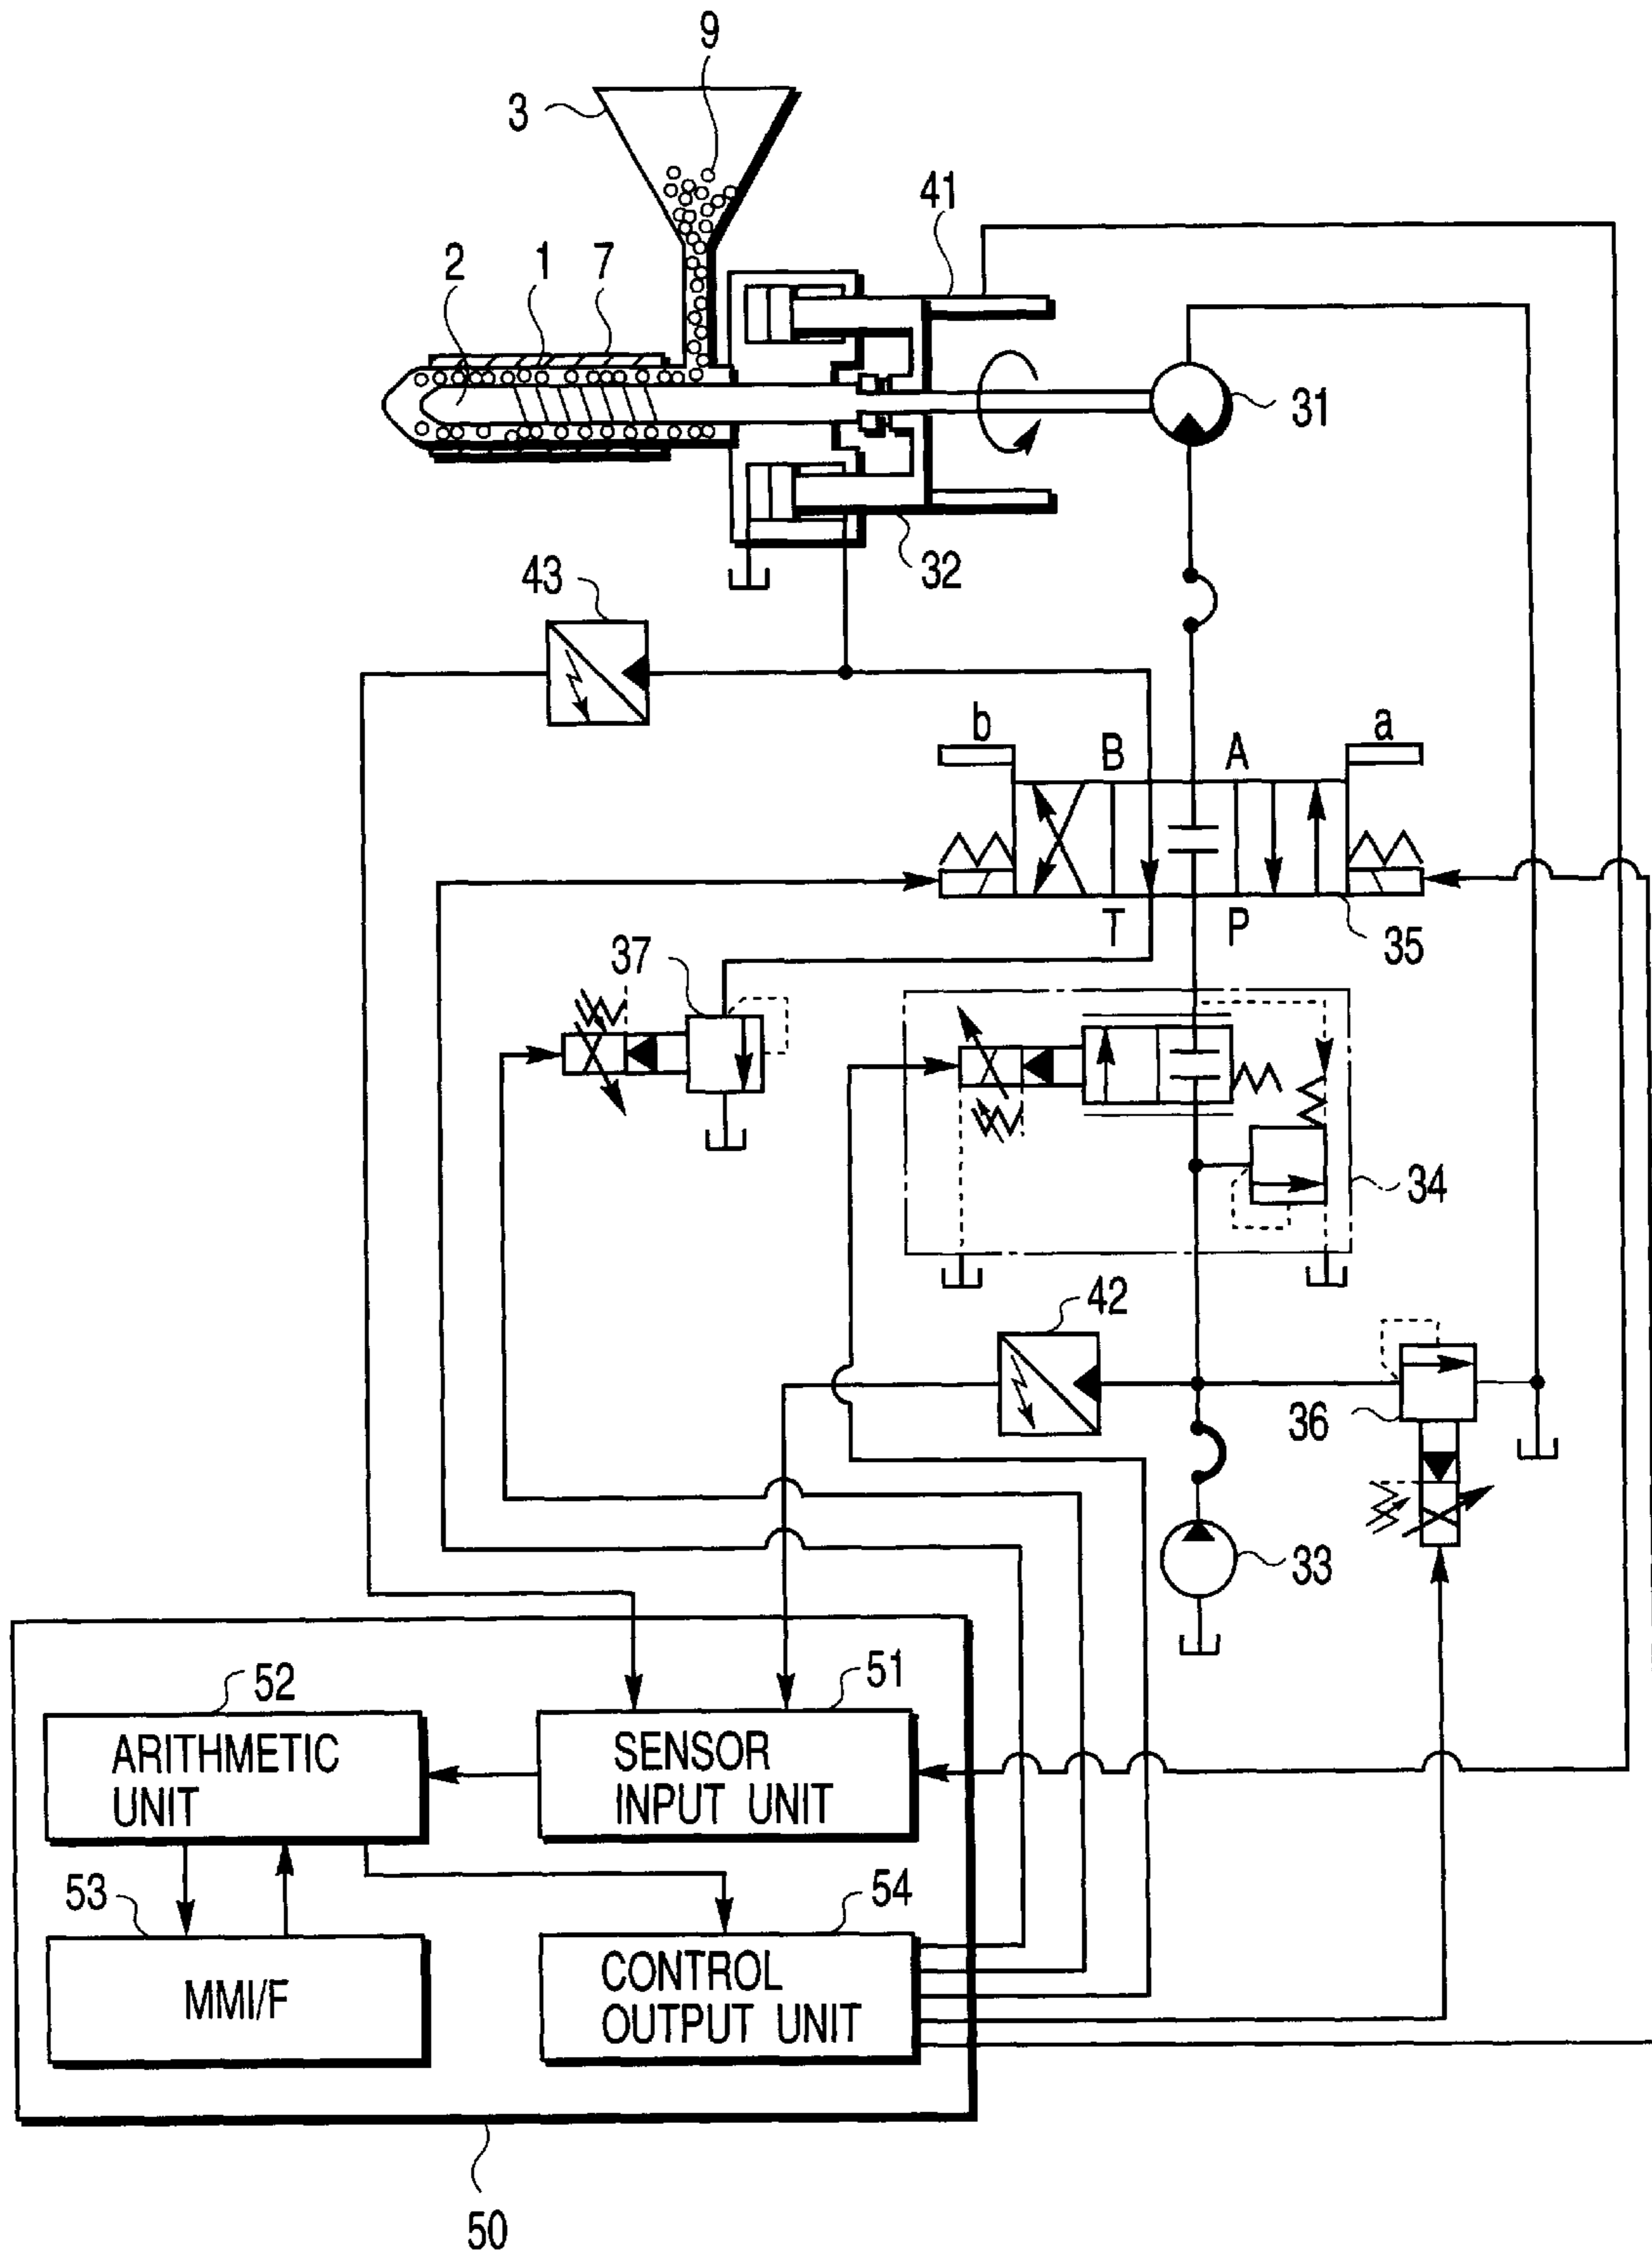 9
3
41
2 1 7
31
32
43
b B A a
T P
35
37
34
42
36
33
52
51
ARITHMETIC
UNIT
SENSOR
INPUT UNIT
53
54
MMI/F
CONTROL
OUTPUT UNIT
50